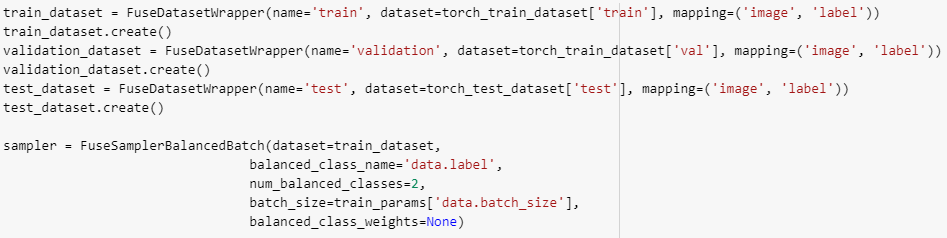 train_dataset = FuseDatasetWrapper(name='train', dataset=torch_train_dataset['train'], mapping=('image', 'label'))
train_dataset.create()
validation_dataset = FuseDatasetWrapper(name='validation', dataset=torch_train_dataset['val'], mapping=('image', 'label'))
validation_dataset.create()
test_dataset = FuseDatasetWrapper(name='test', dataset=torch_test_dataset['test'], mapping=('image', 'label'))
test_dataset.create()

sampler = FuseSamplerBalancedBatch(dataset=train_dataset,
                                   balanced_class_name='data.label',
                                   num_balanced_classes=2,
                                   batch_size=train_params['data.batch_size'],
                                   balanced_class_weights=None)